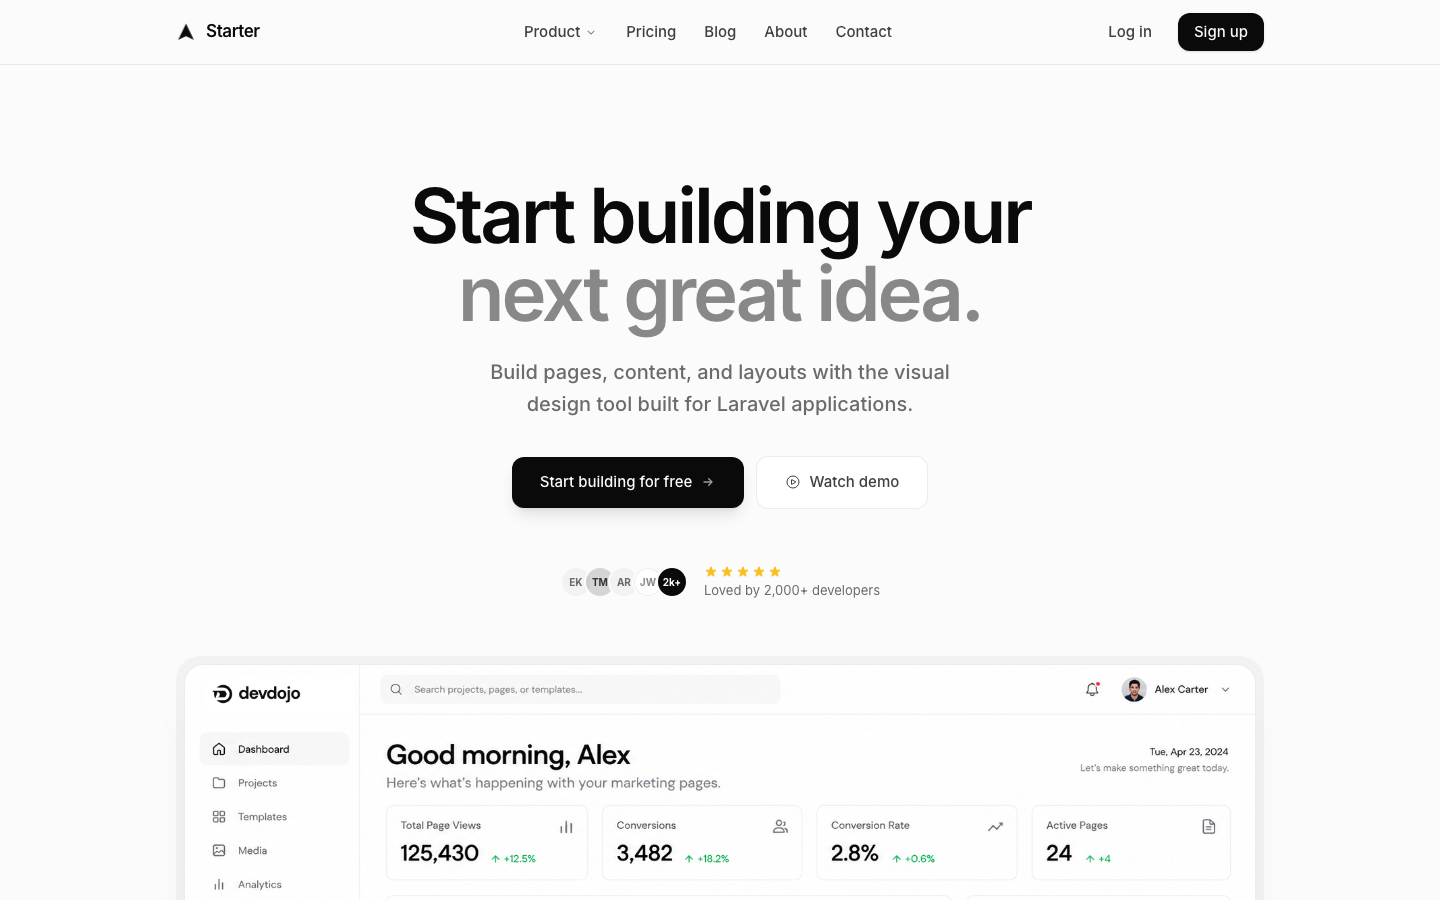 Starter
Product
Pricing
Blog
About
Contact
Log in
Sign up
Start building your
next great idea.
Build pages, content, and layouts with the visual
design tool built for Laravel applications.
Start building for free →
Watch demo
EK
TM
AR
JW
2k+
Loved by 2,000+ developers
devdojo
Search projects, pages, or templates...
Alex Carter
Dashboard
Projects
Templates
Media
Analytics
Good morning, Alex
Here's what's happening with your marketing pages.
Tue, Apr 23, 2024
Let's make something great today.
Total Page Views
125,430 ↑ +12.5%
Conversions
3,482 ↑ +18.2%
Conversion Rate
2.8% ↑ +0.6%
Active Pages
24 ↑ +4